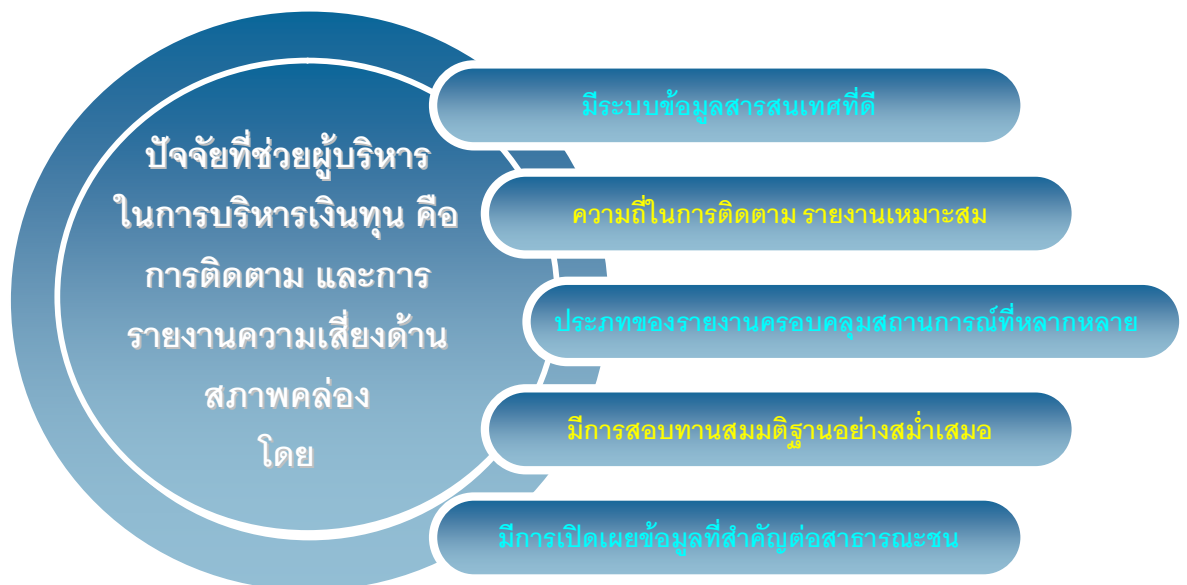 ปัจจัยที่ช่วยผู้บริหาร
ในการบริหารเงินทุน คือ
การติดตาม และการ
รายงานความเสี่ยงด้าน
สภาพคล่อง
โดย
มีระบบข้อมูลสารสนเทศที่ดี
ความถี่ในการติดตาม รายงานเหมาะสม
ประภทของรายงานครอบคลุมสถานการณ์ที่หลากหลาย
มีการสอบทานสมมติฐานอย่างสม่ำเสมอ
มีการเปิดเผยข้อมูลที่สำคัญต่อสาธารณะชน